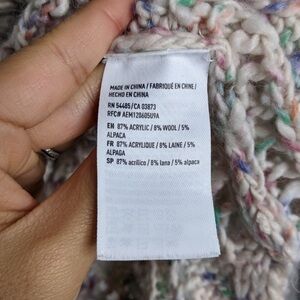 MADE IN CHINA / FABRIQUÉ EN CHINE /
HECHO EN CHINA
RN 54485/CA 03873
RFC# AEM120605U9A
EN 87% ACRYLIC / 8% WOOL / 5%
ALPACA
FR 87% ACRYLIQUE / 8% LAINE / 5%
ALPAGA
SP 87% acrílico / 8% lana / 5% alpaca